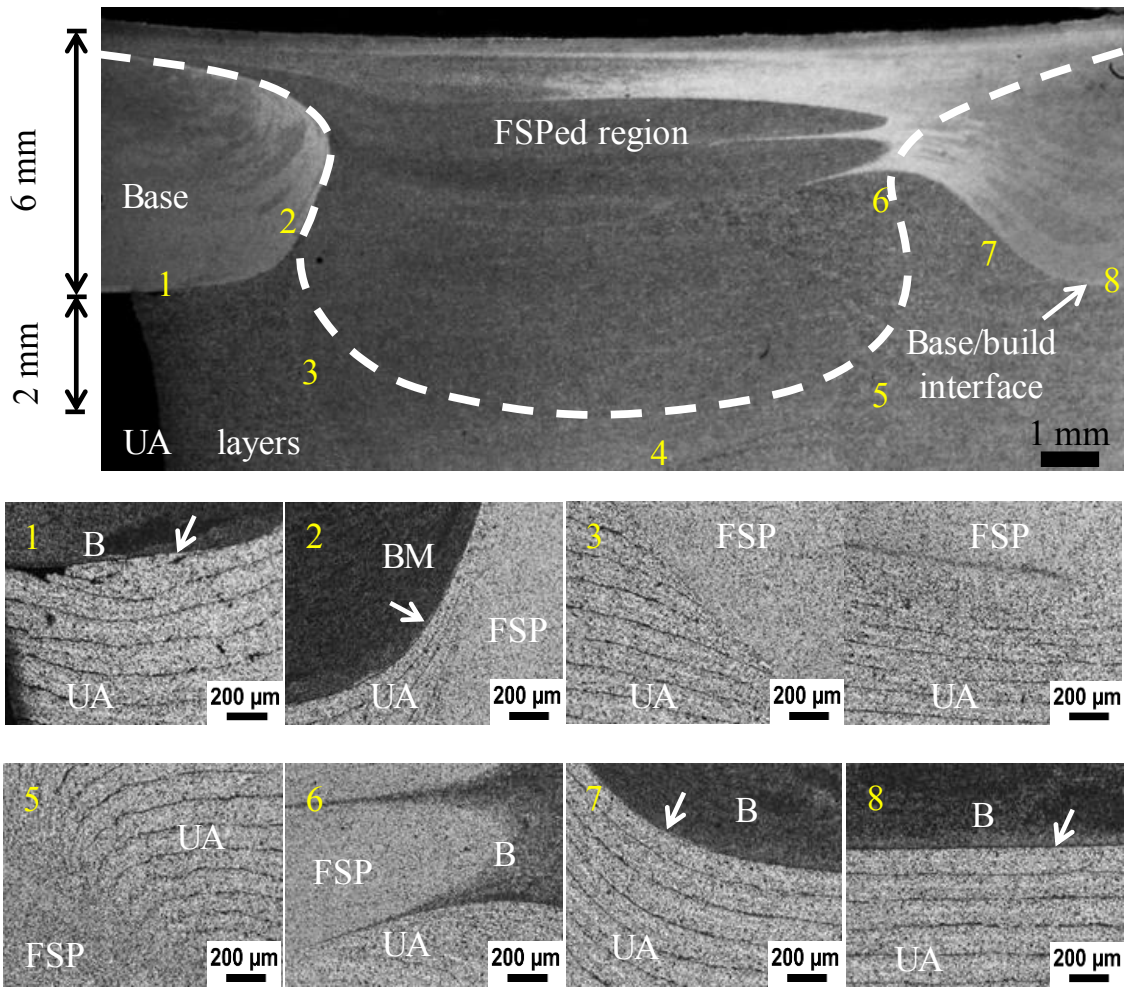 6 mm
2 mm
FSPed region
Base
1
2
3
4
5
6
7
8
Base/build
interface
UA layers
1 mm
1
B
UA
200 µm
2
BM
FSP
UA
200 µm
3
FSP
UA
200 µm
FSP
UA
200 µm
5
UA
FSP
200 µm
6
FSP
B
UA
200 µm
7
B
UA
200 µm
8
B
UA
200 µm